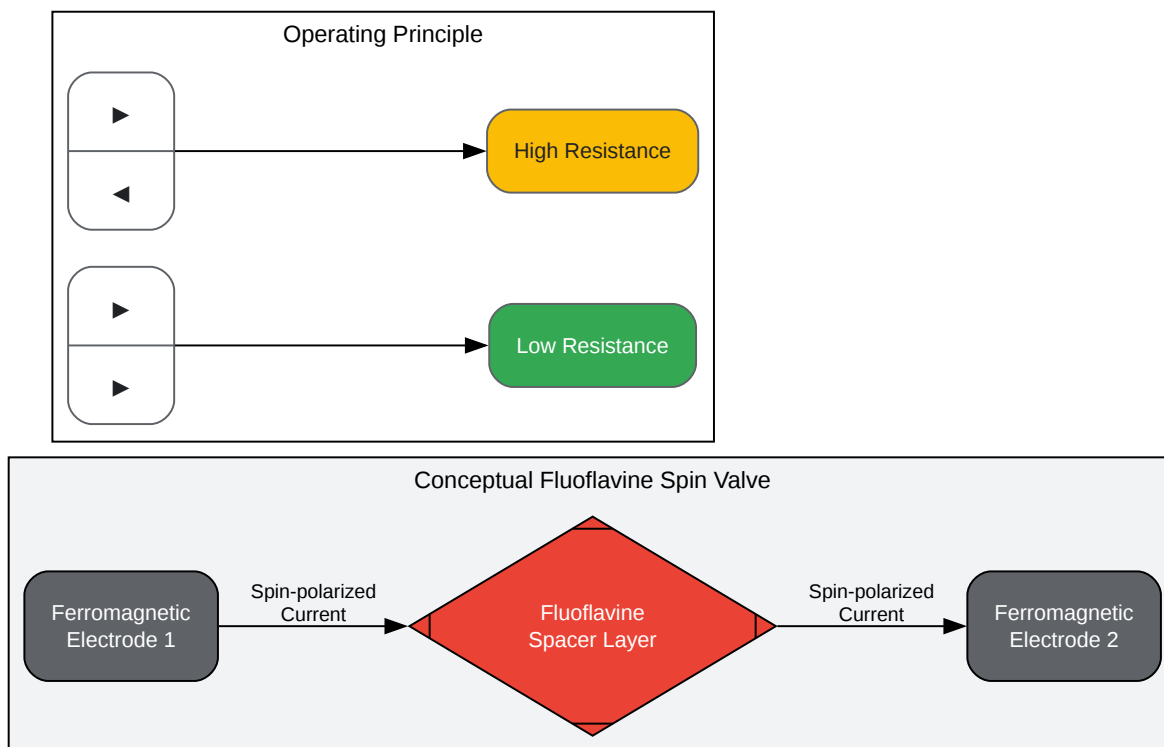 Operating Principle
►
◄
High Resistance
►
►
Low Resistance
Conceptual Fluoflavine Spin Valve
Ferromagnetic
Electrode 1
Spin-polarized
Current
Fluoflavine
Spacer Layer
Spin-polarized
Current
Ferromagnetic
Electrode 2